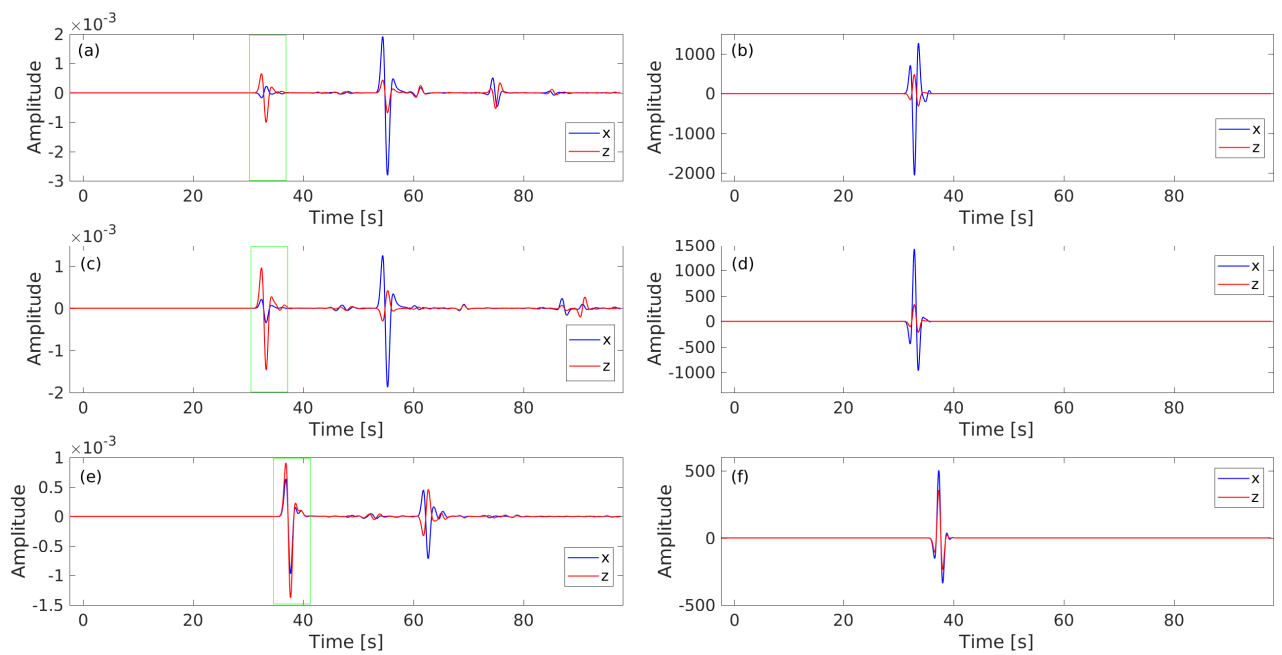 ×10⁻³
(a)
Amplitude
2
1
0
-1
-2
-3
x
z
0 20 40 60 80
Time [s]
(b)
Amplitude
1000
0
-1000
-2000
x
z
0 20 40 60 80
Time [s]
×10⁻³
(c)
Amplitude
1
0
-1
-2
x
z
0 20 40 60 80
Time [s]
(d)
Amplitude
1500
1000
500
0
-500
-1000
x
z
0 20 40 60 80
Time [s]
×10⁻³
(e)
Amplitude
1
0.5
0
-0.5
-1
-1.5
x
z
0 20 40 60 80
Time [s]
(f)
Amplitude
500
0
-500
x
z
0 20 40 60 80
Time [s]